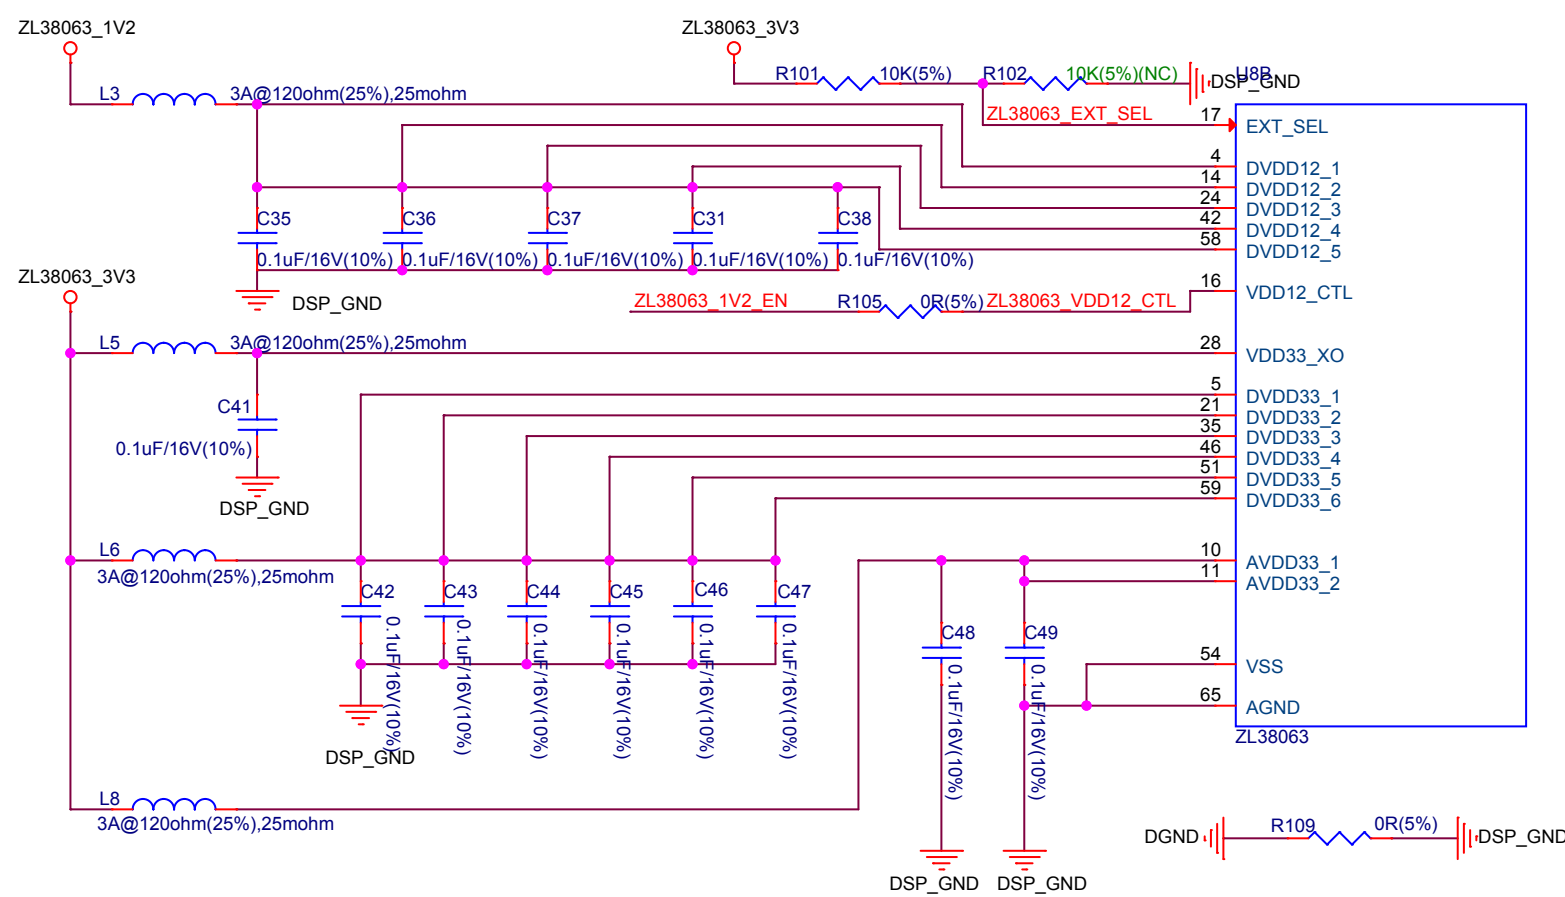 ZL38063_1V2
ZL38063_3V3
R101
10K(5%)
R102
10K(5%)(NC)
DSP_GND
U8B
L3
3A@120ohm(25%),25mohm
ZL38063_EXT_SEL
17
EXT_SEL
4
DVDD12_1
14
DVDD12_2
24
DVDD12_3
42
DVDD12_4
58
DVDD12_5
C35
C36
C37
C31
C38
0.1uF/16V(10%)
0.1uF/16V(10%)
0.1uF/16V(10%)
0.1uF/16V(10%)
0.1uF/16V(10%)
ZL38063_3V3
DSP_GND
ZL38063_1V2_EN
R105
0R(5%)
ZL38063_VDD12_CTL
16
VDD12_CTL
L5
3A@120ohm(25%),25mohm
28
VDD33_XO
C41
0.1uF/16V(10%)
DSP_GND
5
DVDD33_1
21
DVDD33_2
35
DVDD33_3
46
DVDD33_4
51
DVDD33_5
59
DVDD33_6
L6
3A@120ohm(25%),25mohm
10
AVDD33_1
11
AVDD33_2
C42
C43
C44
C45
C46
C47
0.1uF/16V(10%)
0.1uF/16V(10%)
0.1uF/16V(10%)
0.1uF/16V(10%)
0.1uF/16V(10%)
0.1uF/16V(10%)
DSP_GND
C48
C49
0.1uF/16V(10%)
0.1uF/16V(10%)
54
VSS
65
AGND
ZL38063
L8
3A@120ohm(25%),25mohm
DSP_GND
DSP_GND
DGND
R109
0R(5%)
DSP_GND